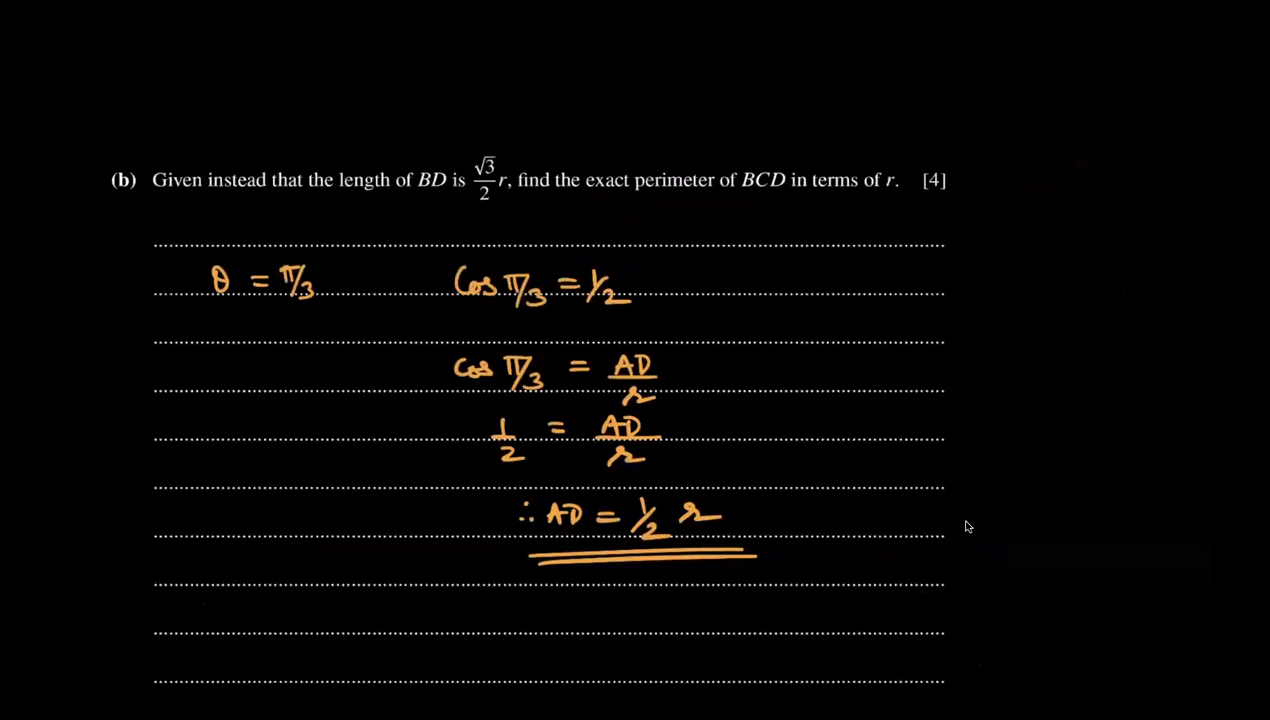 (b) Given instead that the length of BD is √3/2 r, find the exact perimeter of BCD in terms of r. [4]
θ = π/3 Cos π/3 = 1/2
Cos π/3 = AD/r
1/2 = AD/r
∴ AD = 1/2 r